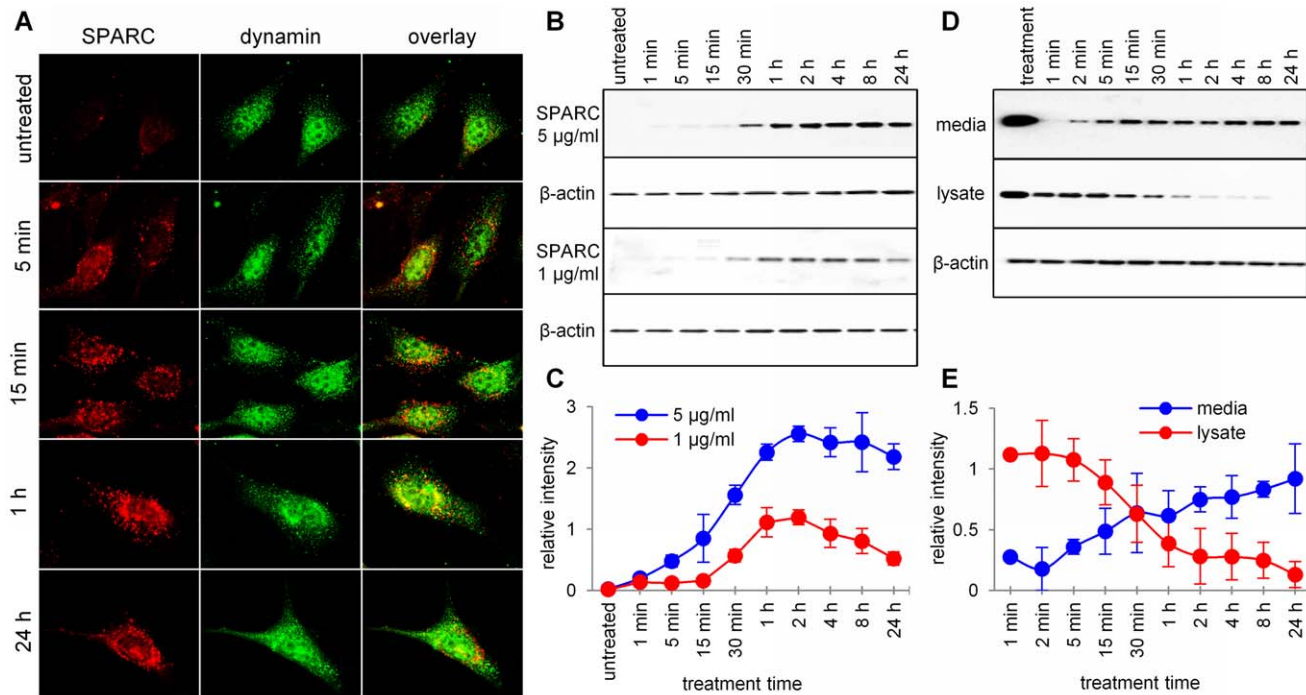 A
SPARC dynamin overlay
untreated
5 min
15 min
1 h
24 h
B
untreated
1 min
5 min
15 min
30 min
1 h
2 h
4 h
8 h
24 h
SPARC
5 µg/ml
β-actin
SPARC
1 µg/ml
β-actin
C
5 µg/ml
1 µg/ml
relative intensity
3
2
1
0
untreated
1 min
5 min
15 min
30 min
1 h
2 h
4 h
8 h
24 h
treatment time
D
treatment
1 min
2 min
5 min
15 min
30 min
1 h
2 h
4 h
8 h
24 h
media
lysate
β-actin
E
media
lysate
relative intensity
1.5
1
0.5
0
1 min
2 min
5 min
15 min
30 min
1 h
2 h
4 h
8 h
24 h
treatment time